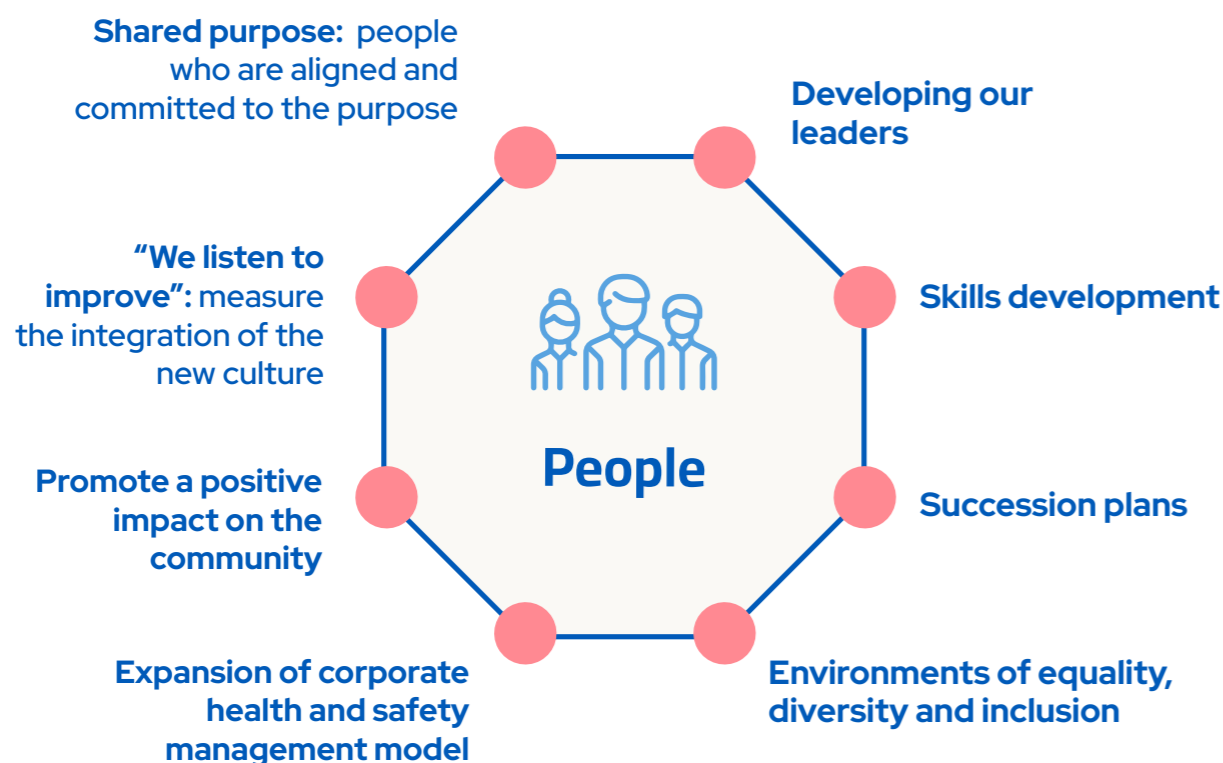 Shared purpose: people
who are aligned and
committed to the purpose
Developing our
leaders
“We listen to
improve”: measure
the integration of the
new culture
Skills development
People
Promote a positive
impact on the
community
Succession plans
Expansion of corporate
health and safety
management model
Environments of equality,
diversity and inclusion